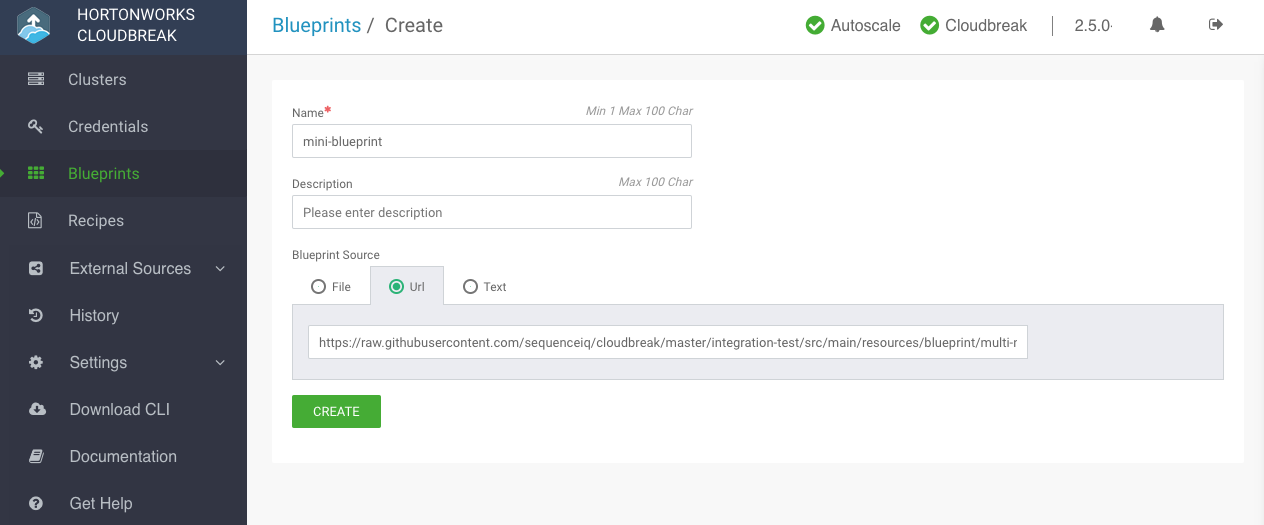 HORTONWORKS
CLOUDBREAK
Blueprints / Create
Autoscale
Cloudbreak
2.5.0
Clusters
Credentials
Blueprints
Recipes
External Sources
History
Settings
Download CLI
Documentation
Get Help
Name*
Min 1 Max 100 Char
mini-blueprint
Description
Max 100 Char
Please enter description
Blueprint Source
File
Url
Text
https://raw.githubusercontent.com/sequenceiq/cloudbreak/master/integration-test/src/main/resources/blueprint/multi-
CREATE